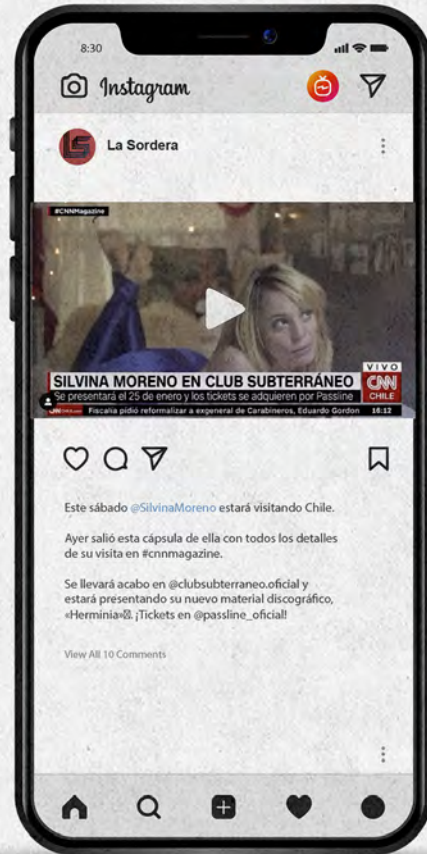 8:30
Instagram
La Sordera
#CNNMagazine
SILVINA MORENO EN CLUB SUBTERRÁNEO
Se presentará el 25 de enero y los tickets se adquieren por Passline
VIVO
CNN
CHILE
Fiscalía pidió reformalizar a exgeneral de Carabineros, Eduardo Gordon 16:12
Este sábado @SilvinaMoreno estará visitando Chile.
Ayer salió esta cápsula de ella con todos los detalles
de su visita en #cnnmagazine.
Se llevará acabo en @clubsubterraneo.oficial y
estará presentando su nuevo material discográfico,
«Herminia». ¡Tickets en @passline_oficial!
View All 10 Comments